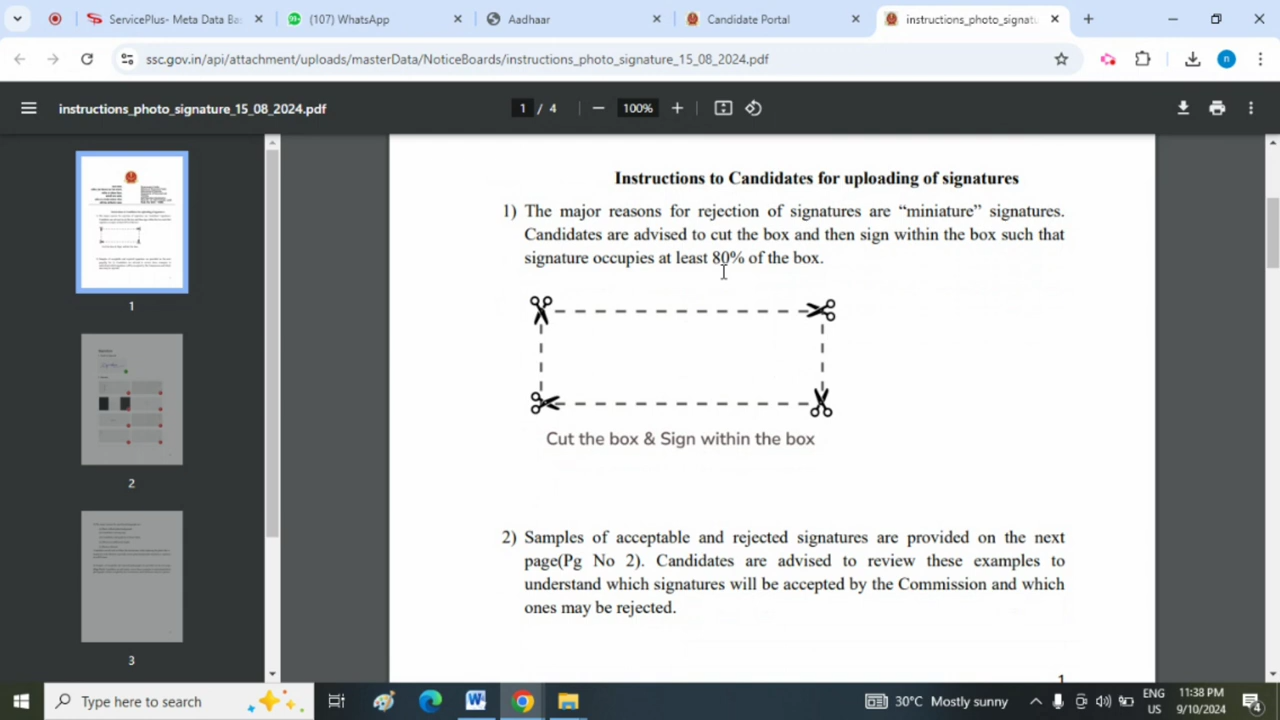 ServicePlus- Meta Data Ba
(107) WhatsApp
Aadhaar
Candidate Portal
instructions_photo_signatu
ssc.gov.in/api/attachment/uploads/masterData/NoticeBoards/instructions_photo_signature_15_08_2024.pdf
n
instructions_photo_signature_15_08_2024.pdf
1 / 4
100%
1
2
3
Instructions to Candidates for uploading of signatures
1) The major reasons for rejection of signatures are “miniature” signatures.
Candidates are advised to cut the box and then sign within the box such that
signature occupies at least 80% of the box.
Cut the box & Sign within the box
2) Samples of acceptable and rejected signatures are provided on the next
page(Pg No 2). Candidates are advised to review these examples to
understand which signatures will be accepted by the Commission and which
ones may be rejected.
1
Type here to search
30°C Mostly sunny
ENG
US
11:38 PM
9/10/2024
4